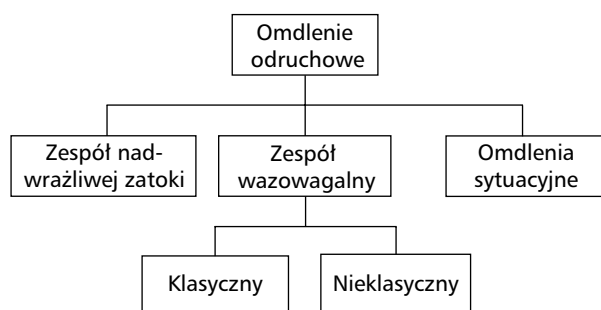 Omdlenie
odruchowe
Zespół nad-
wrażliwej zatoki
Zespół
wazowagalny
Omdlenia
sytuacyjne
Klasyczny
Nieklasyczny